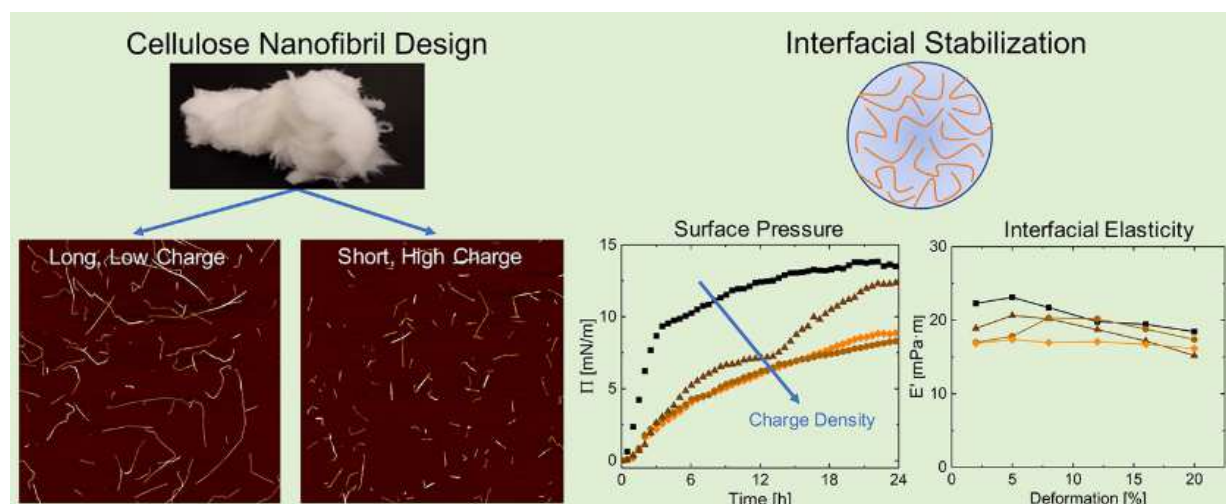 Cellulose Nanofibril Design
Interfacial Stabilization
Long, Low Charge
Short, High Charge
Surface Pressure
15
10
5
0
Π [mN/m]
Charge Density
0 6 12 18 24
Time [h]
Interfacial Elasticity
30
20
10
0
E' [mPa·m]
0 5 10 15 20
Deformation [%]